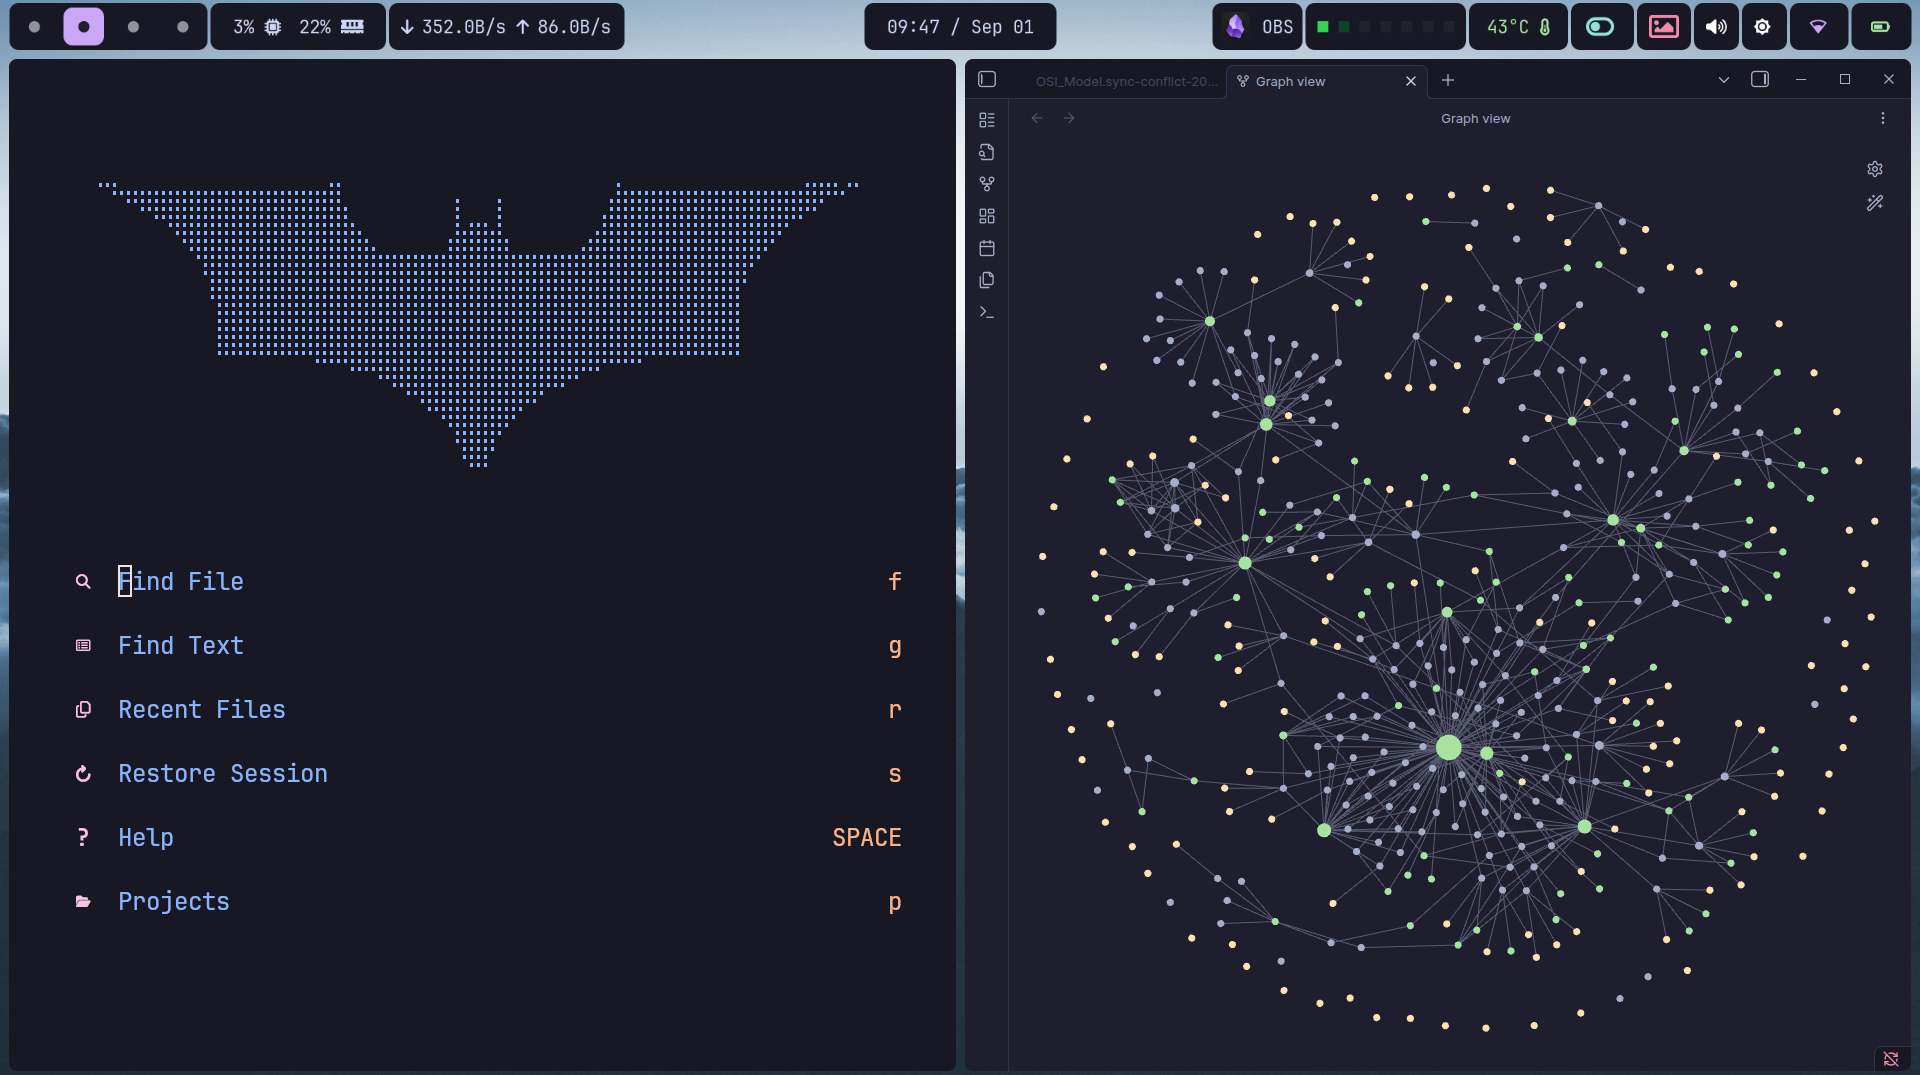 3% 22% 352.0B/s 86.0B/s 09:47 / Sep 01 OBS 43°C
OSI_Model.sync-conflict-20... Graph view
Graph view
Find File f
Find Text g
Recent Files r
Restore Session s
? Help SPACE
Projects p